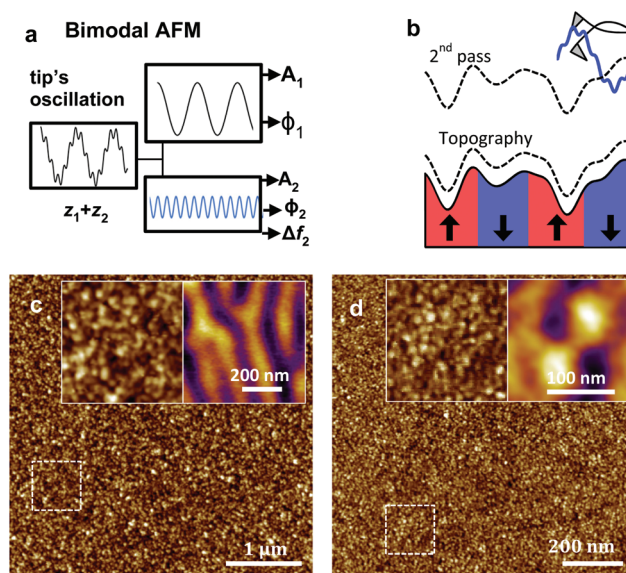 a Bimodal AFM
tip's
oscillation
z₁+z₂
A₁
ϕ₁
A₂
ϕ₂
Δf₂
b
2nd pass
Topography
c
200 nm
1 µm
d
100 nm
200 nm